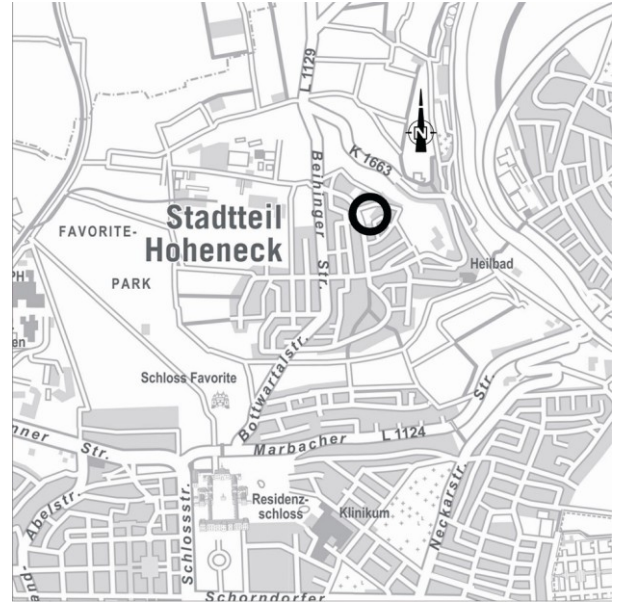 L 1129
K 1663
N
Beihinger Str.
Stadtteil
Hoheneck
FAVORITE-
PARK
Heilbad
PH
en
Schloss Favorite
Bottwartalstr.
Str.
Marbacher
L 1124
nner Str.
Abelstr.
Schlossstr.
Residenz-
schloss
Klinikum
Neckarstr.
Schorndorfer